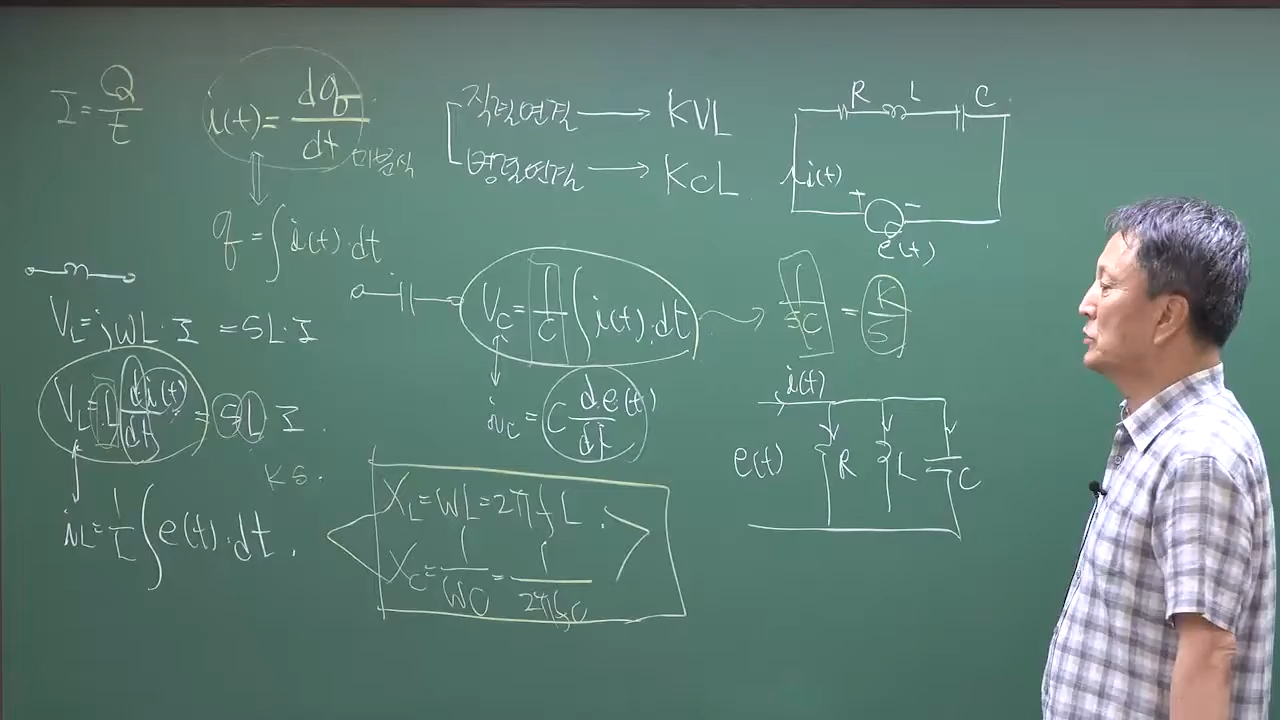 I = Q/t
i(t) = dq/dt 미분식
q = ∫ i(t)·dt
직렬연결 → KVL
병렬연결 → KCL
R L C
i(t)
+ -
e(t)
V_L = jωL·I = SL·I
V_L = L di(t)/dt = SL I.
KS.
i_L = 1/L ∫ e(t)·dt.
V_C = 1/C ∫ i(t)·dt → 1/SC = K/S
i_C = C de(t)/dt
X_L = ωL = 2πfL.
X_C = 1/ωC = 1/2πfC
i(t)
e(t) R L C